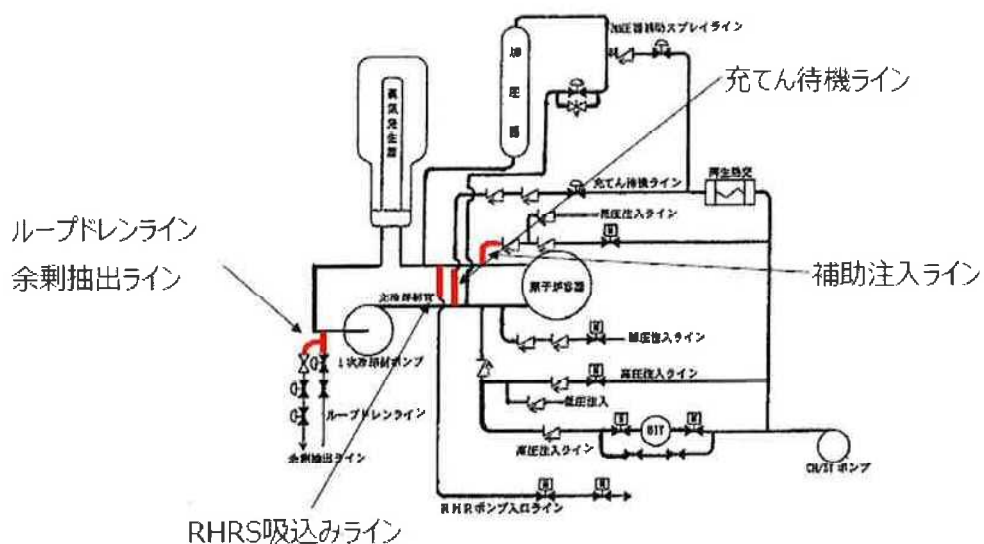 加圧器補助スプレイライン
加圧器
充てん待機ライン
蒸気発生器
再生熱交
充てん待機ライン
低圧注入ライン
ループドレンライン
余剰抽出ライン
補助注入ライン
原子炉容器
1次冷却材ポンプ
蓄圧注入ライン
高圧注入ライン
ループドレンライン
低圧注入
BIT
余剰抽出ライン
高圧注入ライン
CH/SIポンプ
RHRポンプ入口ライン
RHRS吸込みライン